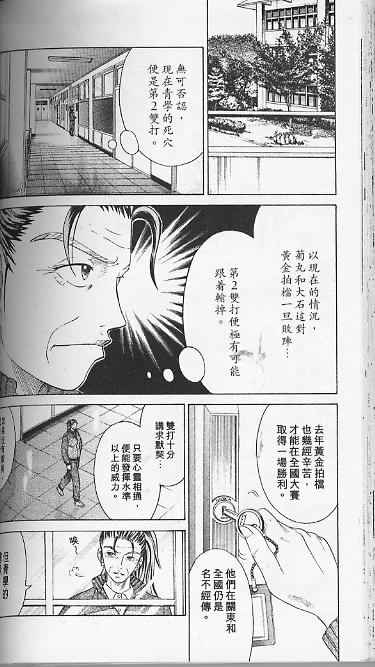 無可否認，
現在青學的死穴
便是第2雙打。
以現在的情況，
菊丸和大石這對
黃金拍檔一旦敗陣…
第2雙打便極有可能
跟着輸掉。
去年黃金拍檔
也幾經辛苦，
才能在全國大賽
取得一場勝利。
他們在關東和
全國仍是
名不經傳。
雙打十分
講求默契…
只要心靈相通，
便能發揮水準
以上的威力。
唉～
但青學的